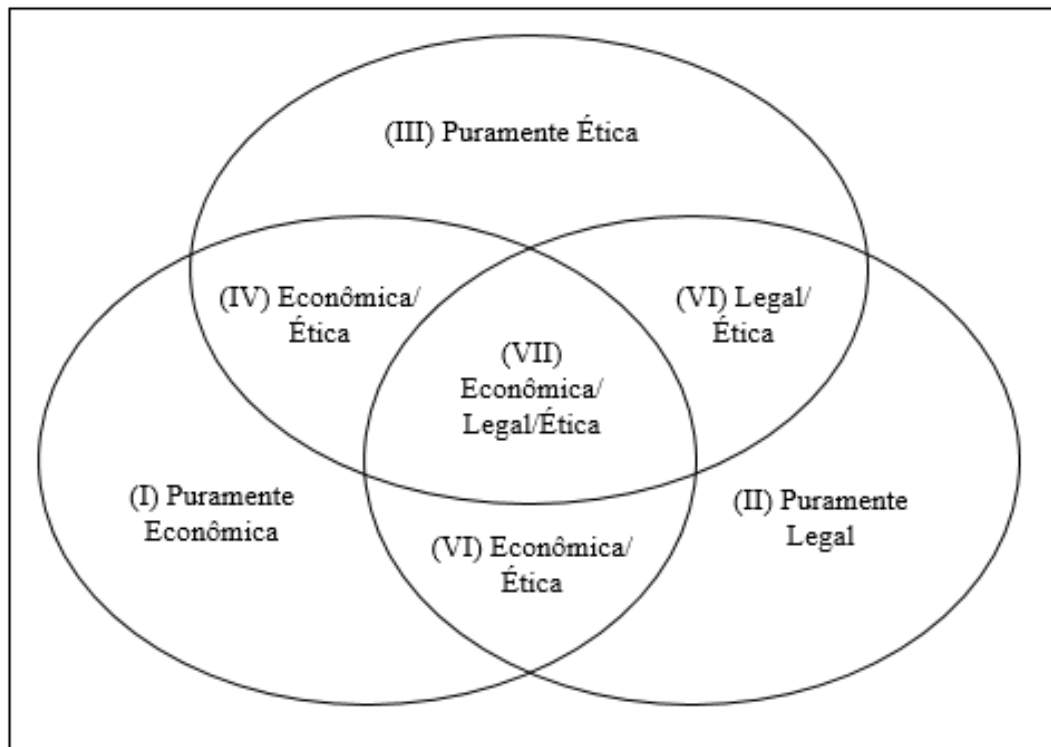 (III) Puramente Ética
(IV) Econômica/
Ética
(VI) Legal/
Ética
(VII)
Econômica/
Legal/Ética
(I) Puramente
Econômica
(II) Puramente
Legal
(VI) Econômica/
Ética